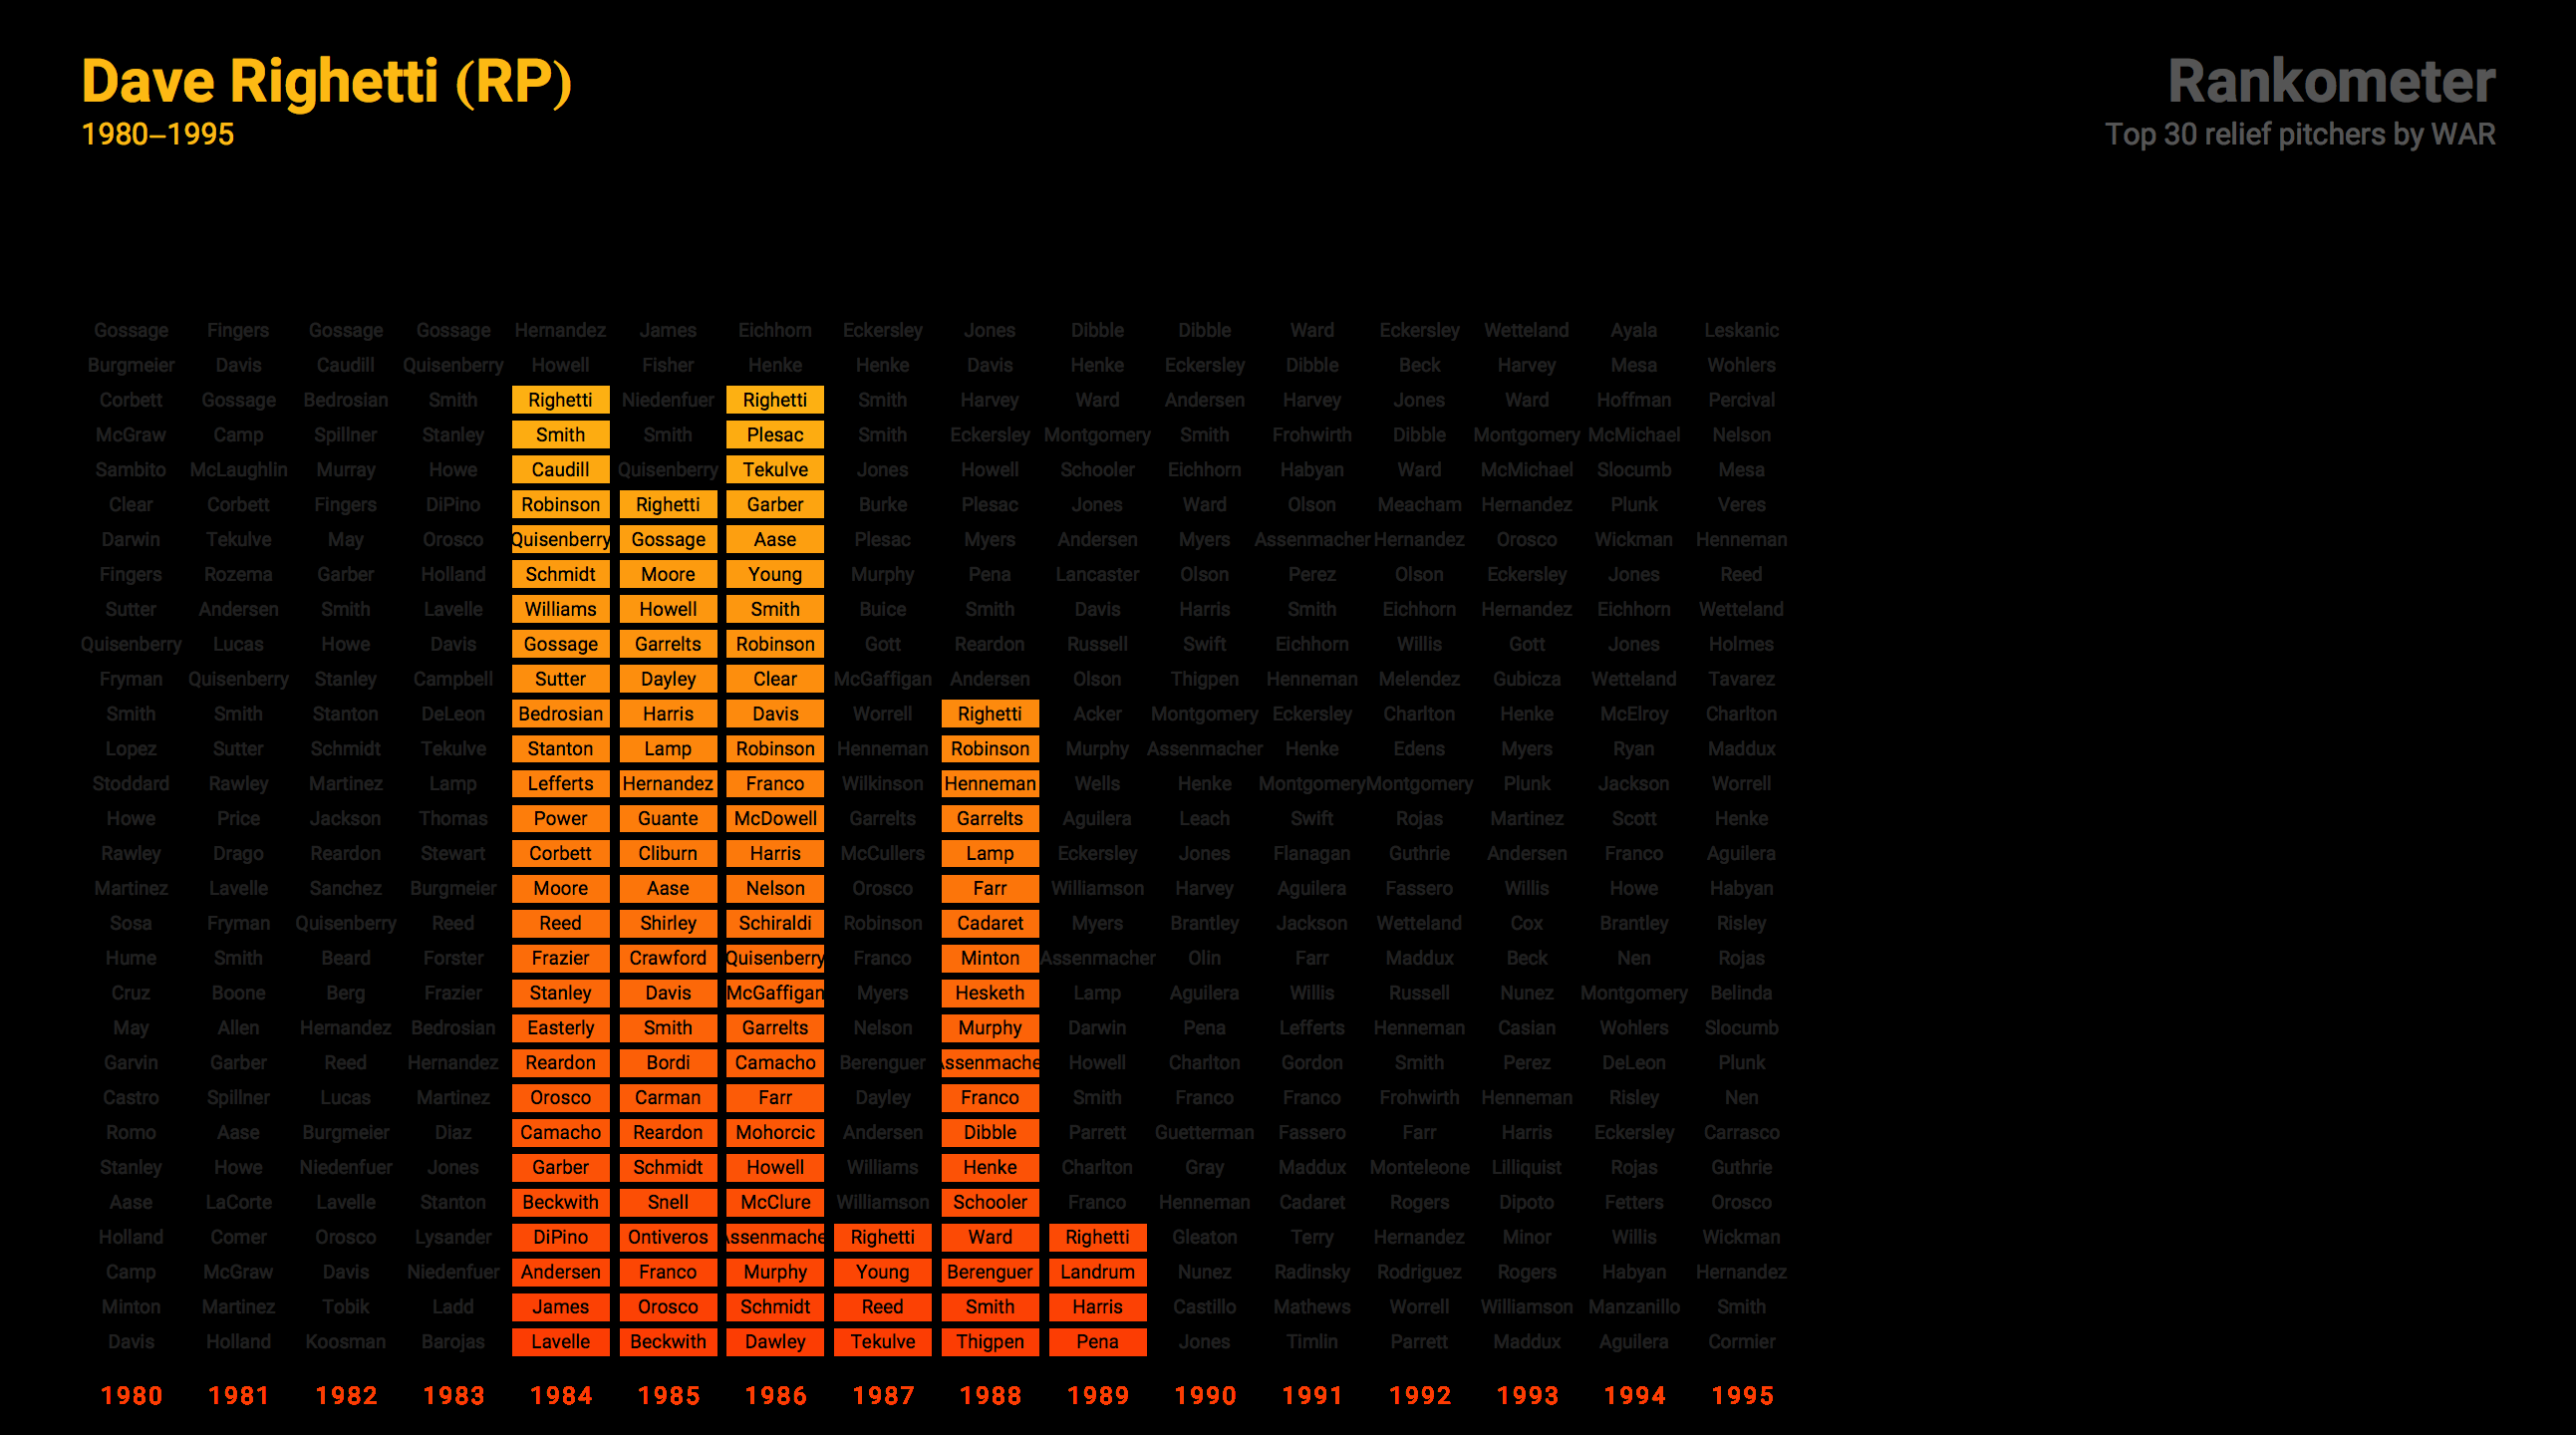 Dave Righetti (RP)
1980–1995
Rankometer
Top 30 relief pitchers by WAR
Gossage Fingers Gossage Gossage Hernandez James Eichhorn Eckersley Jones Dibble Dibble Ward Eckersley Wetteland Ayala Leskanic
Burgmeier Davis Caudill Quisenberry Howell Fisher Henke Henke Davis Henke Eckersley Dibble Beck Harvey Mesa Wohlers
Corbett Gossage Bedrosian Smith Righetti Niedenfuer Righetti Smith Harvey Ward Andersen Harvey Jones Ward Hoffman Percival
McGraw Camp Spillner Stanley Smith Smith Plesac Smith Eckersley Montgomery Smith Frohwirth Dibble Montgomery McMichael Nelson
Sambito McLaughlin Murray Howe Caudill Quisenberry Tekulve Jones Howell Schooler Eichhorn Habyan Ward McMichael Slocumb Mesa
Clear Corbett Fingers DiPino Robinson Righetti Garber Burke Plesac Jones Ward Olson Meacham Hernandez Plunk Veres
Darwin Tekulve May Orosco Quisenberry Gossage Aase Plesac Myers Andersen Myers Assenmacher Hernandez Orosco Wickman Henneman
Fingers Rozema Garber Holland Schmidt Moore Young Murphy Pena Lancaster Olson Perez Olson Eckersley Jones Reed
Sutter Andersen Smith Lavelle Williams Howell Smith Buice Smith Davis Harris Smith Eichhorn Hernandez Eichhorn Wetteland
Quisenberry Lucas Howe Davis Gossage Garrelts Robinson Gott Reardon Russell Swift Eichhorn Willis Gott Jones Holmes
Fryman Quisenberry Stanley Campbell Sutter Dayley Clear McGaffigan Andersen Olson Thigpen Henneman Melendez Gubicza Wetteland Tavarez
Smith Smith Stanton DeLeon Bedrosian Harris Davis Worrell Righetti Acker Montgomery Eckersley Charlton Henke McElroy Charlton
Lopez Sutter Schmidt Tekulve Stanton Lamp Robinson Henneman Robinson Murphy Assenmacher Henke Edens Myers Ryan Maddux
Stoddard Rawley Martinez Lamp Lefferts Hernandez Franco Wilkinson Henneman Wells Henke Montgomery Montgomery Plunk Jackson Worrell
Howe Price Jackson Thomas Power Guante McDowell Garrelts Garrelts Aguilera Leach Swift Rojas Martinez Scott Henke
Rawley Drago Reardon Stewart Corbett Cliburn Harris McCullers Lamp Eckersley Jones Flanagan Guthrie Andersen Franco Aguilera
Martinez Lavelle Sanchez Burgmeier Moore Aase Nelson Orosco Farr Williamson Harvey Aguilera Fassero Willis Howe Habyan
Sosa Fryman Quisenberry Reed Reed Shirley Schiraldi Robinson Cadaret Myers Brantley Jackson Wetteland Cox Brantley Risley
Hume Smith Beard Forster Frazier Crawford Quisenberry Franco Minton Assenmacher Olin Farr Maddux Beck Nen Rojas
Cruz Boone Berg Frazier Stanley Davis McGaffigan Myers Hesketh Lamp Aguilera Willis Russell Nunez Montgomery Belinda
May Allen Hernandez Bedrosian Easterly Smith Garrelts Nelson Murphy Darwin Pena Lefferts Henneman Casian Wohlers Slocumb
Garvin Garber Reed Hernandez Reardon Bordi Camacho Berenguer ssenmache Howell Charlton Gordon Smith Perez DeLeon Plunk
Castro Spillner Lucas Martinez Orosco Carman Farr Dayley Franco Smith Franco Franco Frohwirth Henneman Risley Nen
Romo Aase Burgmeier Diaz Camacho Reardon Mohorcic Andersen Dibble Parrett Guetterman Fassero Farr Harris Eckersley Carrasco
Stanley Howe Niedenfuer Jones Garber Schmidt Howell Williams Henke Charlton Gray Maddux Monteleone Lilliquist Rojas Guthrie
Aase LaCorte Lavelle Stanton Beckwith Snell McClure Williamson Schooler Franco Henneman Cadaret Rogers Dipoto Fetters Orosco
Holland Comer Orosco Lysander DiPino Ontiveros ssenmache Righetti Ward Righetti Gleaton Terry Hernandez Minor Willis Wickman
Camp McGraw Davis Niedenfuer Andersen Franco Murphy Young Berenguer Landrum Nunez Radinsky Rodriguez Rogers Habyan Hernandez
Minton Martinez Tobik Ladd James Orosco Schmidt Reed Smith Harris Castillo Mathews Worrell Williamson Manzanillo Smith
Davis Holland Koosman Barojas Lavelle Beckwith Dawley Tekulve Thigpen Pena Jones Timlin Parrett Maddux Aguilera Cormier
1980 1981 1982 1983 1984 1985 1986 1987 1988 1989 1990 1991 1992 1993 1994 1995